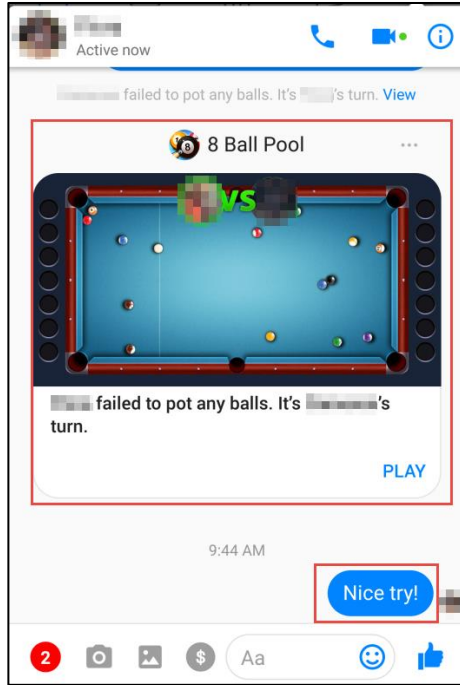 Active now
failed to pot any balls. It's 's turn. View
8 Ball Pool
VS
failed to pot any balls. It's 's
turn.
PLAY
9:44 AM
Nice try!
2
$
Aa